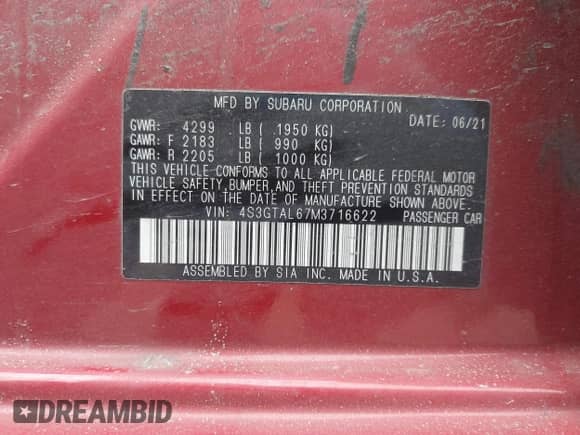 MFD BY SUBARU CORPORATION DATE: 06/21
GVWR: 4299 LB ( 1950 KG)
GAWR: F 2183 LB ( 990 KG)
GAWR: R 2205 LB ( 1000 KG)
THIS VEHICLE CONFORMS TO ALL APPLICABLE FEDERAL MOTOR
VEHICLE SAFETY, BUMPER, AND THEFT PREVENTION STANDARDS
IN EFFECT ON THE DATE OF MANUFACTURE SHOWN ABOVE.
VIN: 4S3GTAL67M3716622 PASSENGER CAR
ASSEMBLED BY SIA INC. MADE IN U.S.A.
DREAMBID